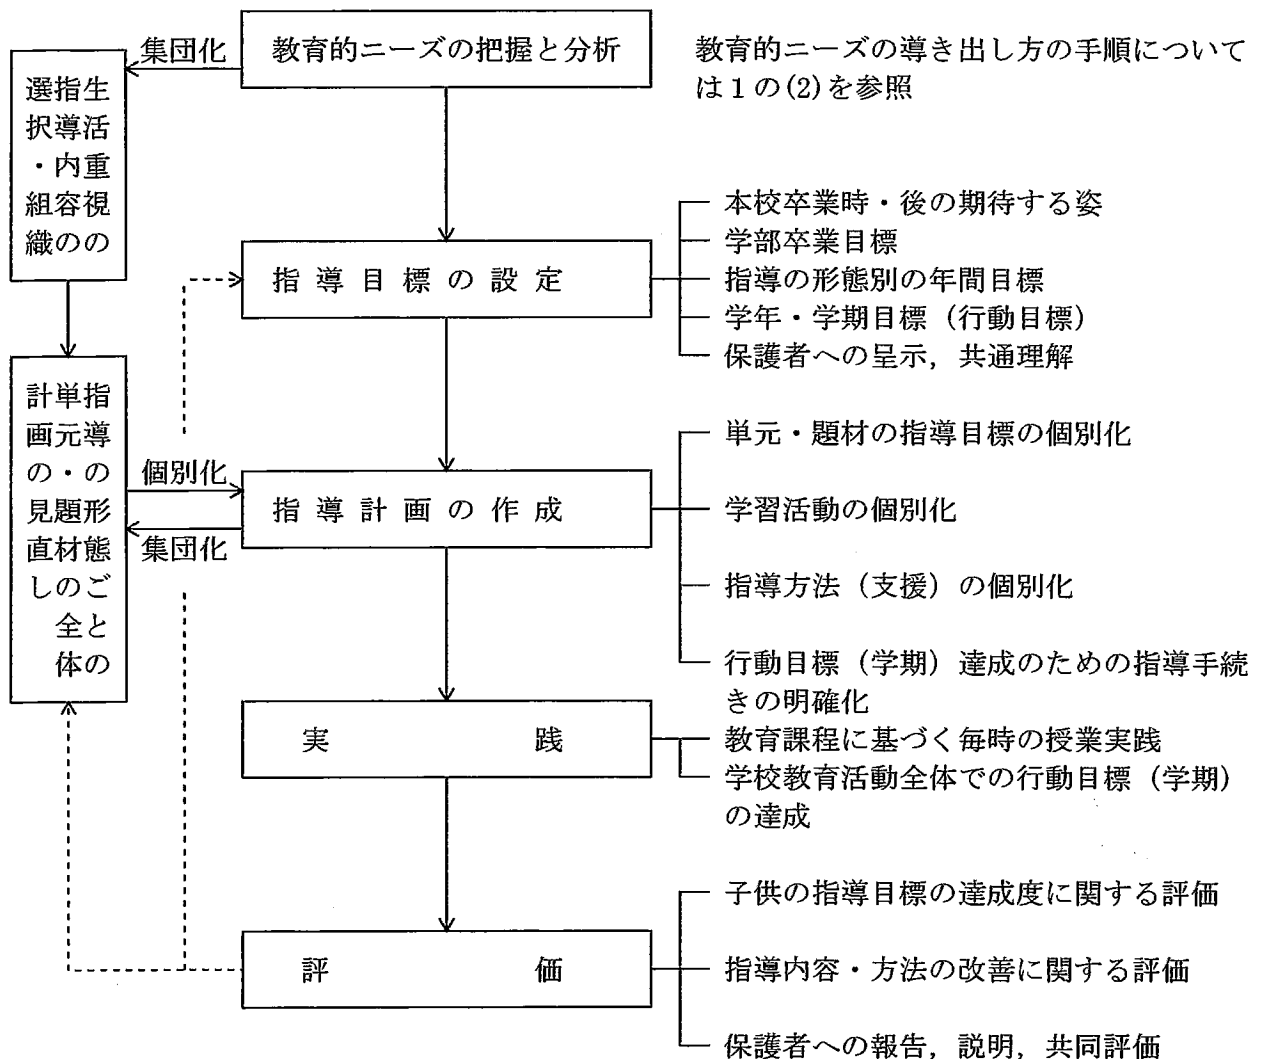 集団化
教育的ニーズの把握と分析
教育的ニーズの導き出し方の手順について
は1の(2)を参照
生活重視の
指導内容の
選択・組織
本校卒業時・後の期待する姿
学部卒業目標
指導目標の設定
指導の形態別の年間目標
学年・学期目標（行動目標）
保護者への呈示，共通理解
指導の形態ごとの
単元・題材の全体
計画の見直し
個別化
集団化
単元・題材の指導目標の個別化
指導計画の作成
学習活動の個別化
指導方法（支援）の個別化
行動目標（学期）達成のための指導手続
きの明確化
実践
教育課程に基づく毎時の授業実践
学校教育活動全体での行動目標（学期）
の達成
子供の指導目標の達成度に関する評価
評価
指導内容・方法の改善に関する評価
保護者への報告，説明，共同評価